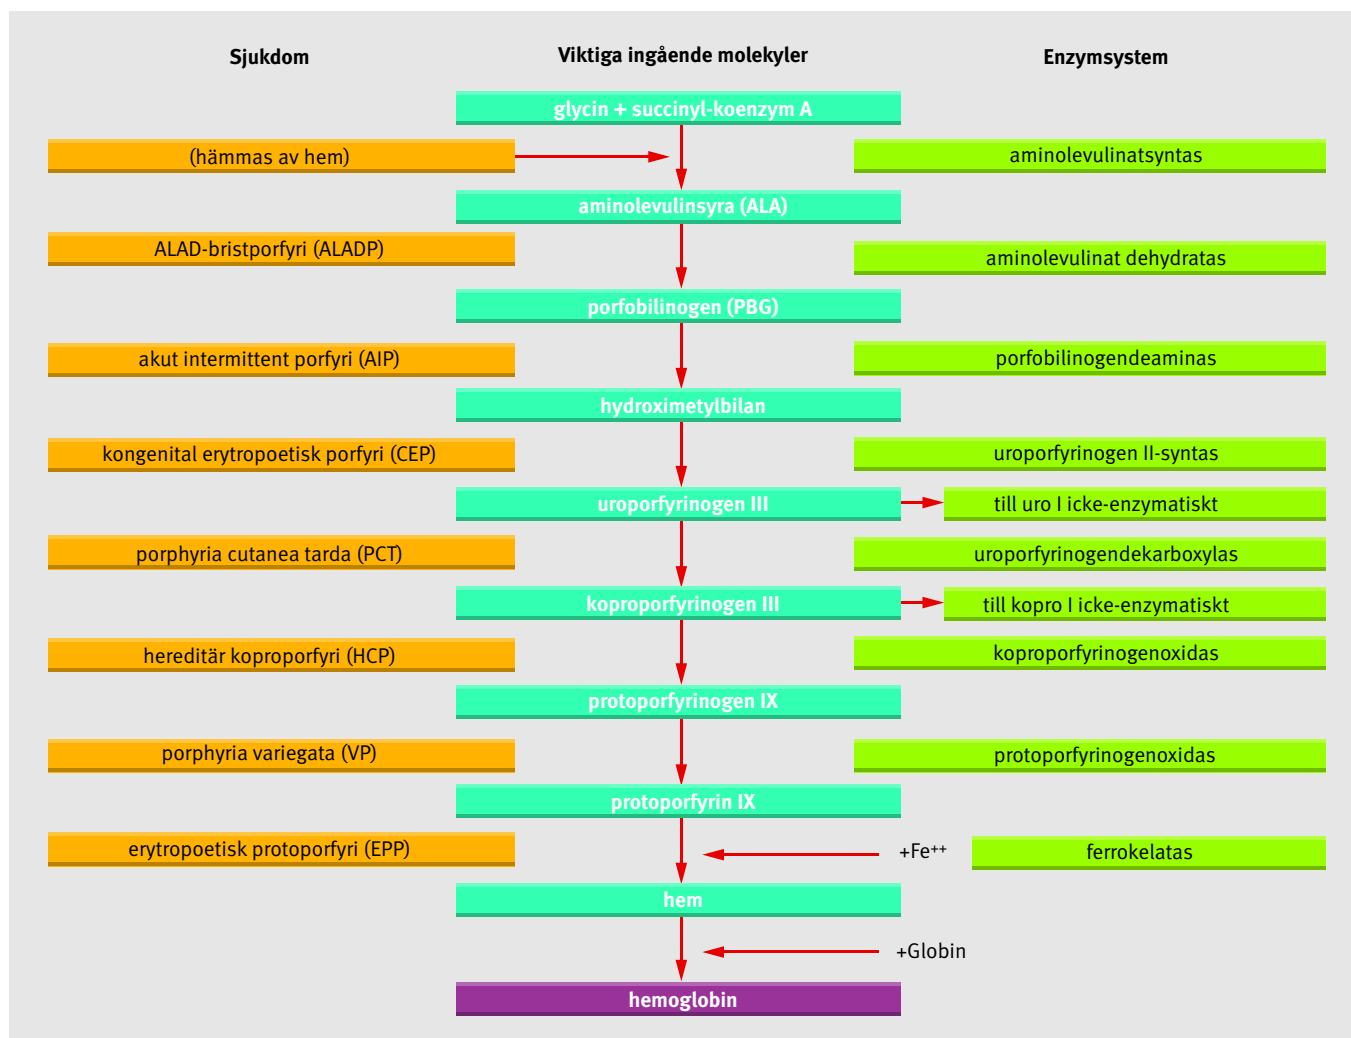 Sjukdom
Viktiga ingående molekyler
Enzymsystem
glycin + succinyl-koenzym A
(hämmas av hem)
aminolevulinatsyntas
aminolevulinsyra (ALA)
ALAD-bristporfyri (ALADP)
aminolevulinat dehydratas
porfobilinogen (PBG)
akut intermittent porfyri (AIP)
porfobilinogendeaminas
hydroximetylbilan
kongenital erytropoetisk porfyri (CEP)
uroporfyrinogen II-syntas
uroporfyrinogen III
till uro I icke-enzymatiskt
porphyria cutanea tarda (PCT)
uroporfyrinogendekarboxylas
koproporfyrinogen III
till kopro I icke-enzymatiskt
hereditär koproporfyri (HCP)
koproporfyrinogenoxidas
protoporfyrinogen IX
porphyria variegata (VP)
protoporfyrinogenoxidas
protoporfyrin IX
erytropoetisk protoporfyri (EPP)
+Fe⁺⁺
ferrokelatas
hem
+Globin
hemoglobin